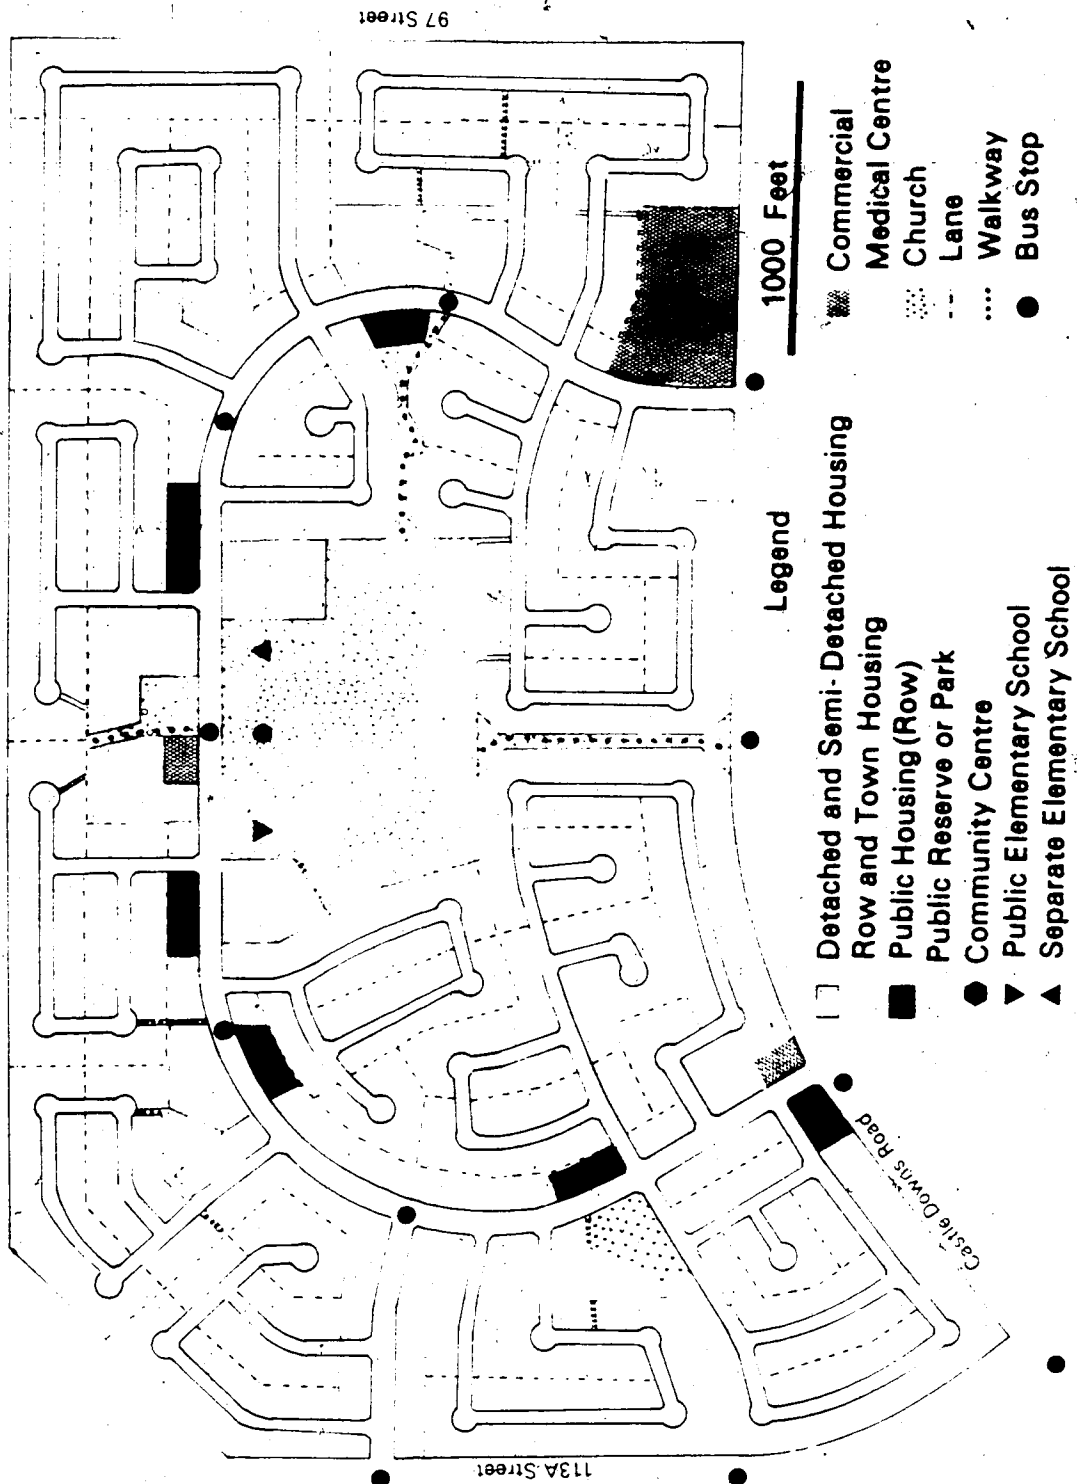 97 Street
113A Street
Castle Downs Road
1000 Feet
Legend
Detached and Semi-Detached Housing
Row and Town Housing
Public Housing (Row)
Public Reserve or Park
Community Centre
Public Elementary School
Separate Elementary School
Commercial
Medical Centre
Church
Lane
Walkway
Bus Stop